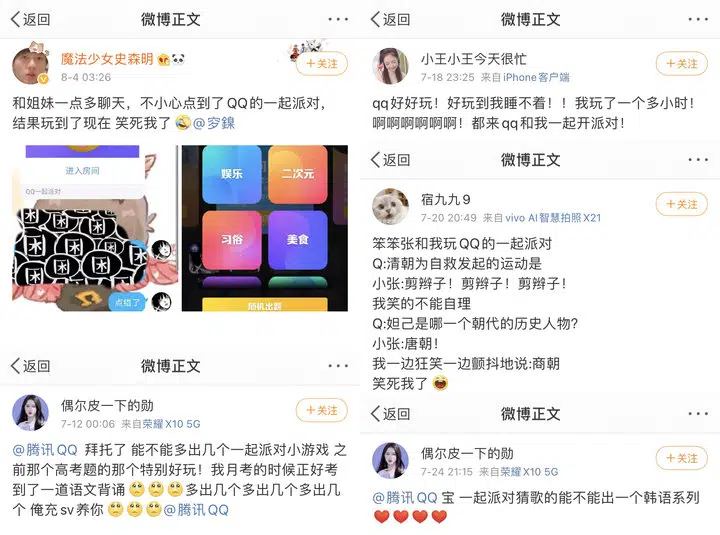 返回
微博正文
魔法少女史森明
8-4 03:26
+关注
和姐妹一点多聊天，不小心点到了QQ的一起派对，
结果玩到了现在 笑死我了 @穸鎳
进入房间
QQ一起派对
困
困
困
困
困
困
点错了
娱乐
二次元
习俗
美食
随机出题
返回
微博正文
偶尔皮一下的勋
7-12 00:06 来自荣耀X10 5G
+关注
@腾讯QQ 拜托了 能不能多出几个一起派对小游戏 之
前那个高考题的那个特别好玩！我月考的时候正好考
到了一道语文背诵 🥺🥺🥺多出几个多出几个多出几
个 俺充sv养你 🥺🥺🥺@腾讯QQ
返回
微博正文
小王小王今天很忙
7-18 23:25 来自iPhone客户端
+关注
qq好好玩！好玩到我睡不着！！我玩了一个多小时！
啊啊啊啊啊啊！都来qq和我一起开派对！
返回
微博正文
宿九九9
7-20 20:49 来自vivo AI智慧拍照X21
+关注
笨笨张和我玩QQ的一起派对
Q:清朝为自救发起的运动是
小张:剪辫子！剪辫子！剪辫子！
我笑的不能自理
Q:妲己是哪一个朝代的历史人物?
小张:唐朝！
我一边狂笑一边颤抖地说:商朝
笑死我了
返回
微博正文
偶尔皮一下的勋
7-24 21:15 来自荣耀X10 5G
+关注
@腾讯QQ 宝 一起派对猜歌的能不能出一个韩语系列
❤❤❤❤